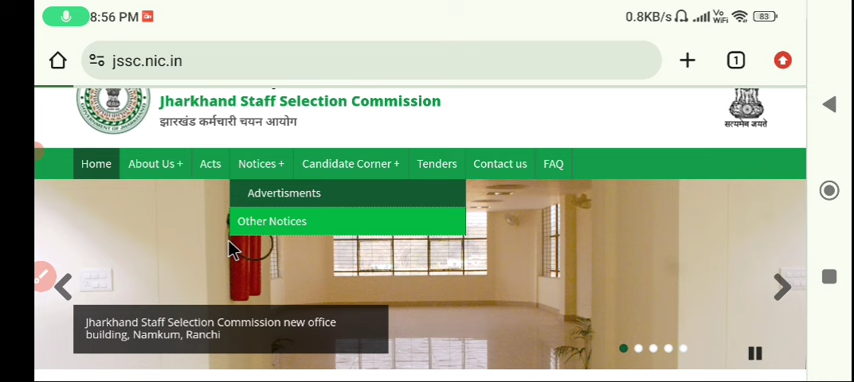 8:56 PM
0.8KB/s Vo WiFi 83
jssc.nic.in
1
Jharkhand Staff Selection Commission
झारखंड कर्मचारी चयन आयोग
सत्यमेव जयते
Home About Us + Acts Notices + Candidate Corner + Tenders Contact us FAQ
Advertisments
Other Notices
Jharkhand Staff Selection Commission new office
building, Namkum, Ranchi